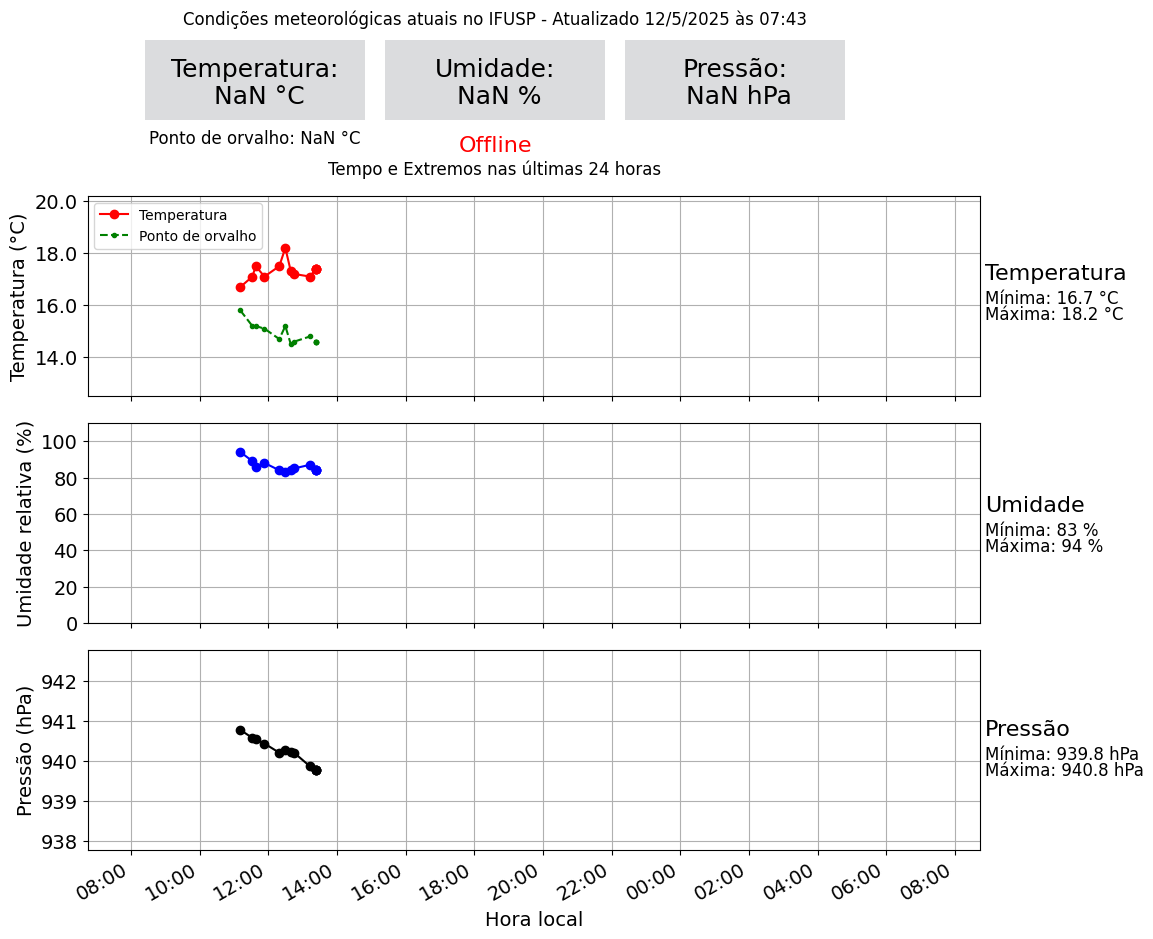 Condições meteorológicas atuais no IFUSP - Atualizado 12/5/2025 às 07:43
Temperatura:
NaN °C
Umidade:
NaN %
Pressão:
NaN hPa
Ponto de orvalho: NaN °C
Offline
Tempo e Extremos nas últimas 24 horas
Temperatura (°C)
20.0
18.0
16.0
14.0
Temperatura
Ponto de orvalho
Temperatura
Mínima: 16.7 °C
Máxima: 18.2 °C
Umidade relativa (%)
100
80
60
40
20
0
Umidade
Mínima: 83 %
Máxima: 94 %
Pressão (hPa)
942
941
940
939
938
Pressão
Mínima: 939.8 hPa
Máxima: 940.8 hPa
08:00 10:00 12:00 14:00 16:00 18:00 20:00 22:00 00:00 02:00 04:00 06:00 08:00
Hora local